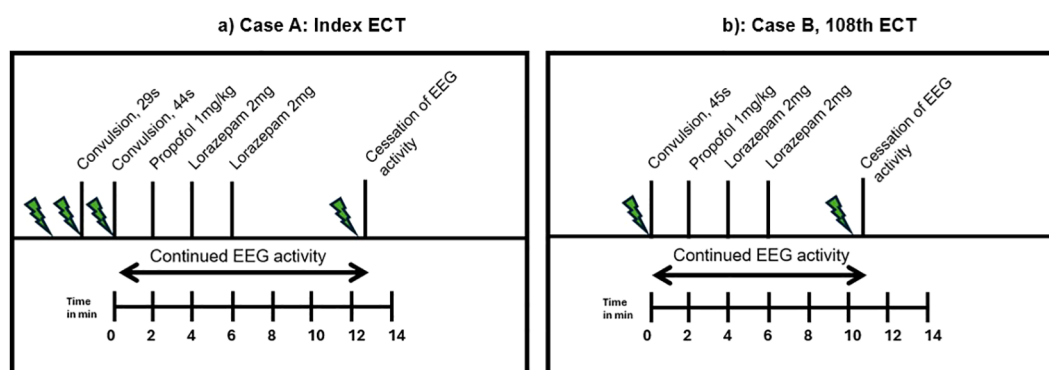 a) Case A: Index ECT
Convulsion, 29s
Convulsion, 44s
Propofol 1mg/kg
Lorazepam 2mg
Lorazepam 2mg
Cessation of EEG
activity
Continued EEG activity
Time
in min
0 2 4 6 8 10 12 14
b): Case B, 108th ECT
Convulsion, 45s
Propofol 1mg/kg
Lorazepam 2mg
Lorazepam 2mg
Cessation of EEG
activity
Continued EEG activity
Time
in min
0 2 4 6 8 10 12 14